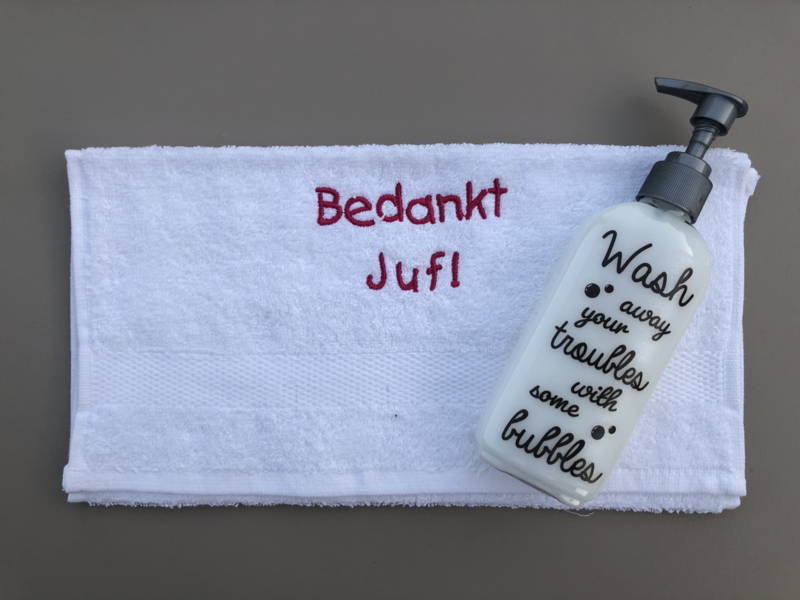 Bedankt
Juf!
Wash
away
your
troubles
with
some
bubbles